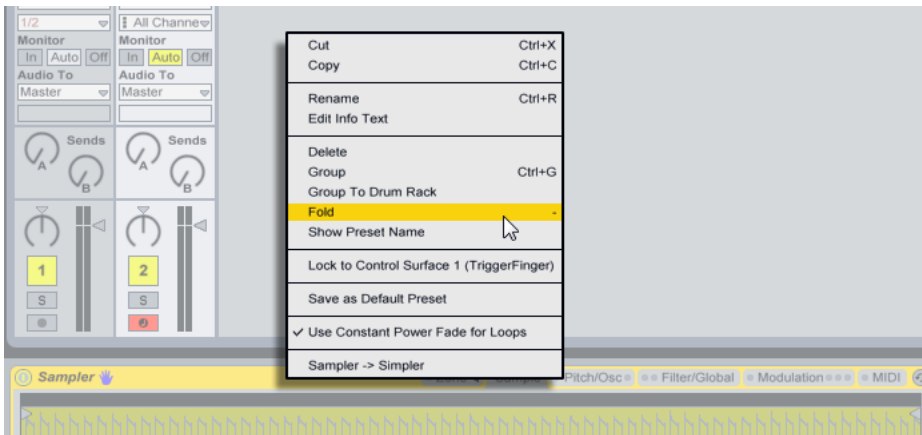 1/2
All Channe
Monitor
Monitor
In Auto Off
In Auto Off
Audio To
Audio To
Master
Master
Sends
Sends
A
B
A
B
1
2
S
S
Cut Ctrl+X
Copy Ctrl+C
Rename Ctrl+R
Edit Info Text
Delete
Group Ctrl+G
Group To Drum Rack
Fold -
Show Preset Name
Lock to Control Surface 1 (TriggerFinger)
Save as Default Preset
✓ Use Constant Power Fade for Loops
Sampler -> Simpler
Sampler
Pitch/Osc Filter/Global Modulation MIDI